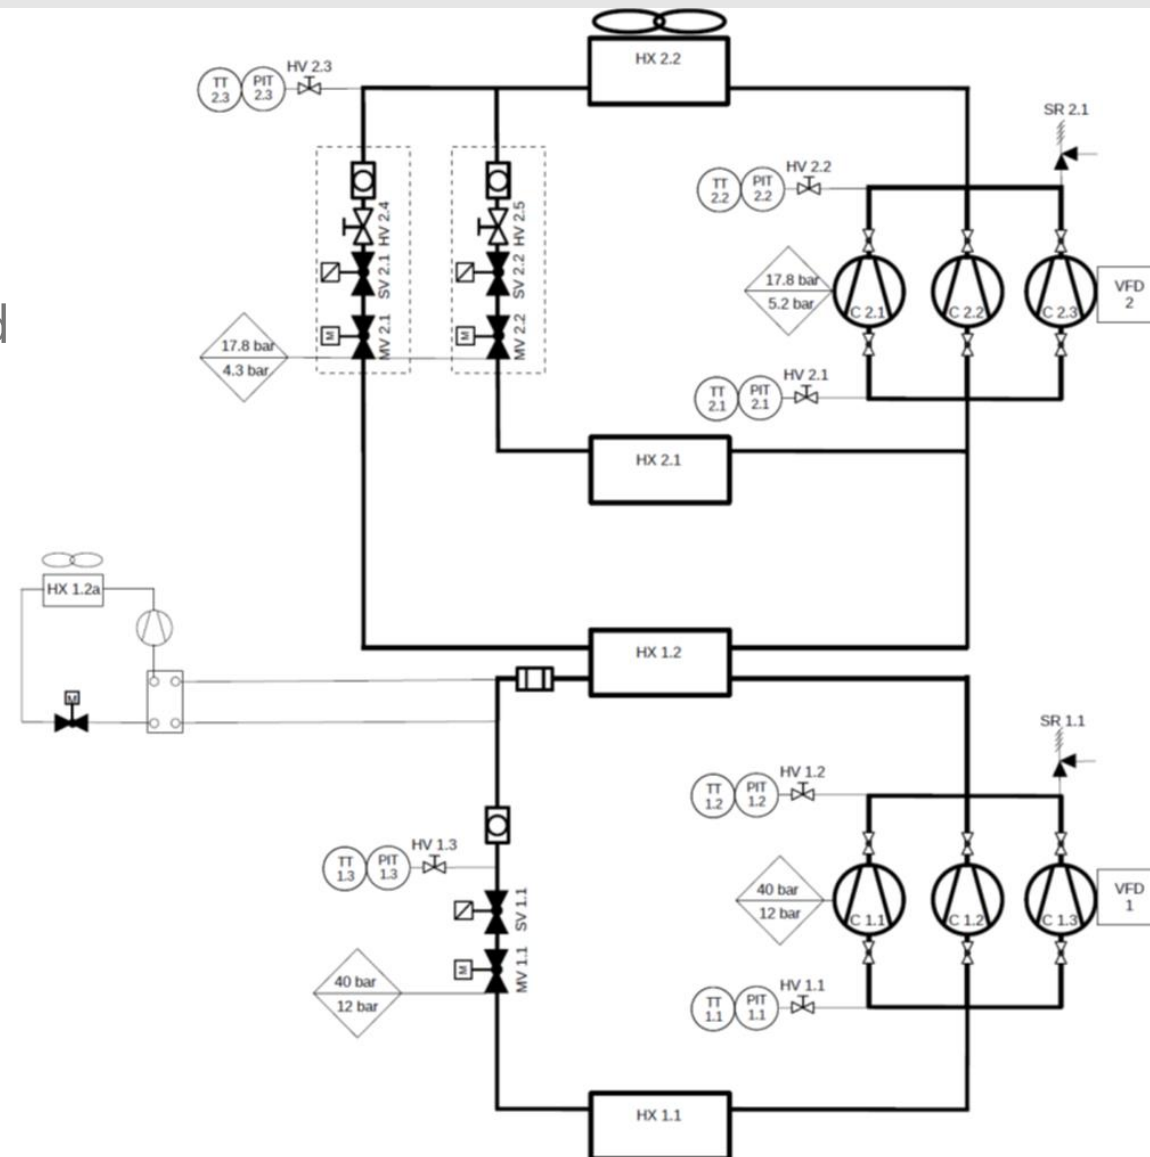 HX 2.2
HV 2.3
TT
2.3
PIT
2.3
SR 2.1
HV 2.2
TT
2.2
PIT
2.2
HV 2.4
HV 2.5
SV 2.1
SV 2.2
17.8 bar
5.2 bar
C 2.1
C 2.2
C 2.3
VFD
2
M
MV 2.1
M
MV 2.2
17.8 bar
4.3 bar
HV 2.1
TT
2.1
PIT
2.1
d
HX 2.1
HX 1.2a
HX 1.2
M
SR 1.1
HV 1.2
TT
1.2
PIT
1.2
HV 1.3
TT
1.3
PIT
1.3
40 bar
12 bar
C 1.1
C 1.2
C 1.3
VFD
1
SV 1.1
M
MV 1.1
40 bar
12 bar
HV 1.1
TT
1.1
PIT
1.1
HX 1.1